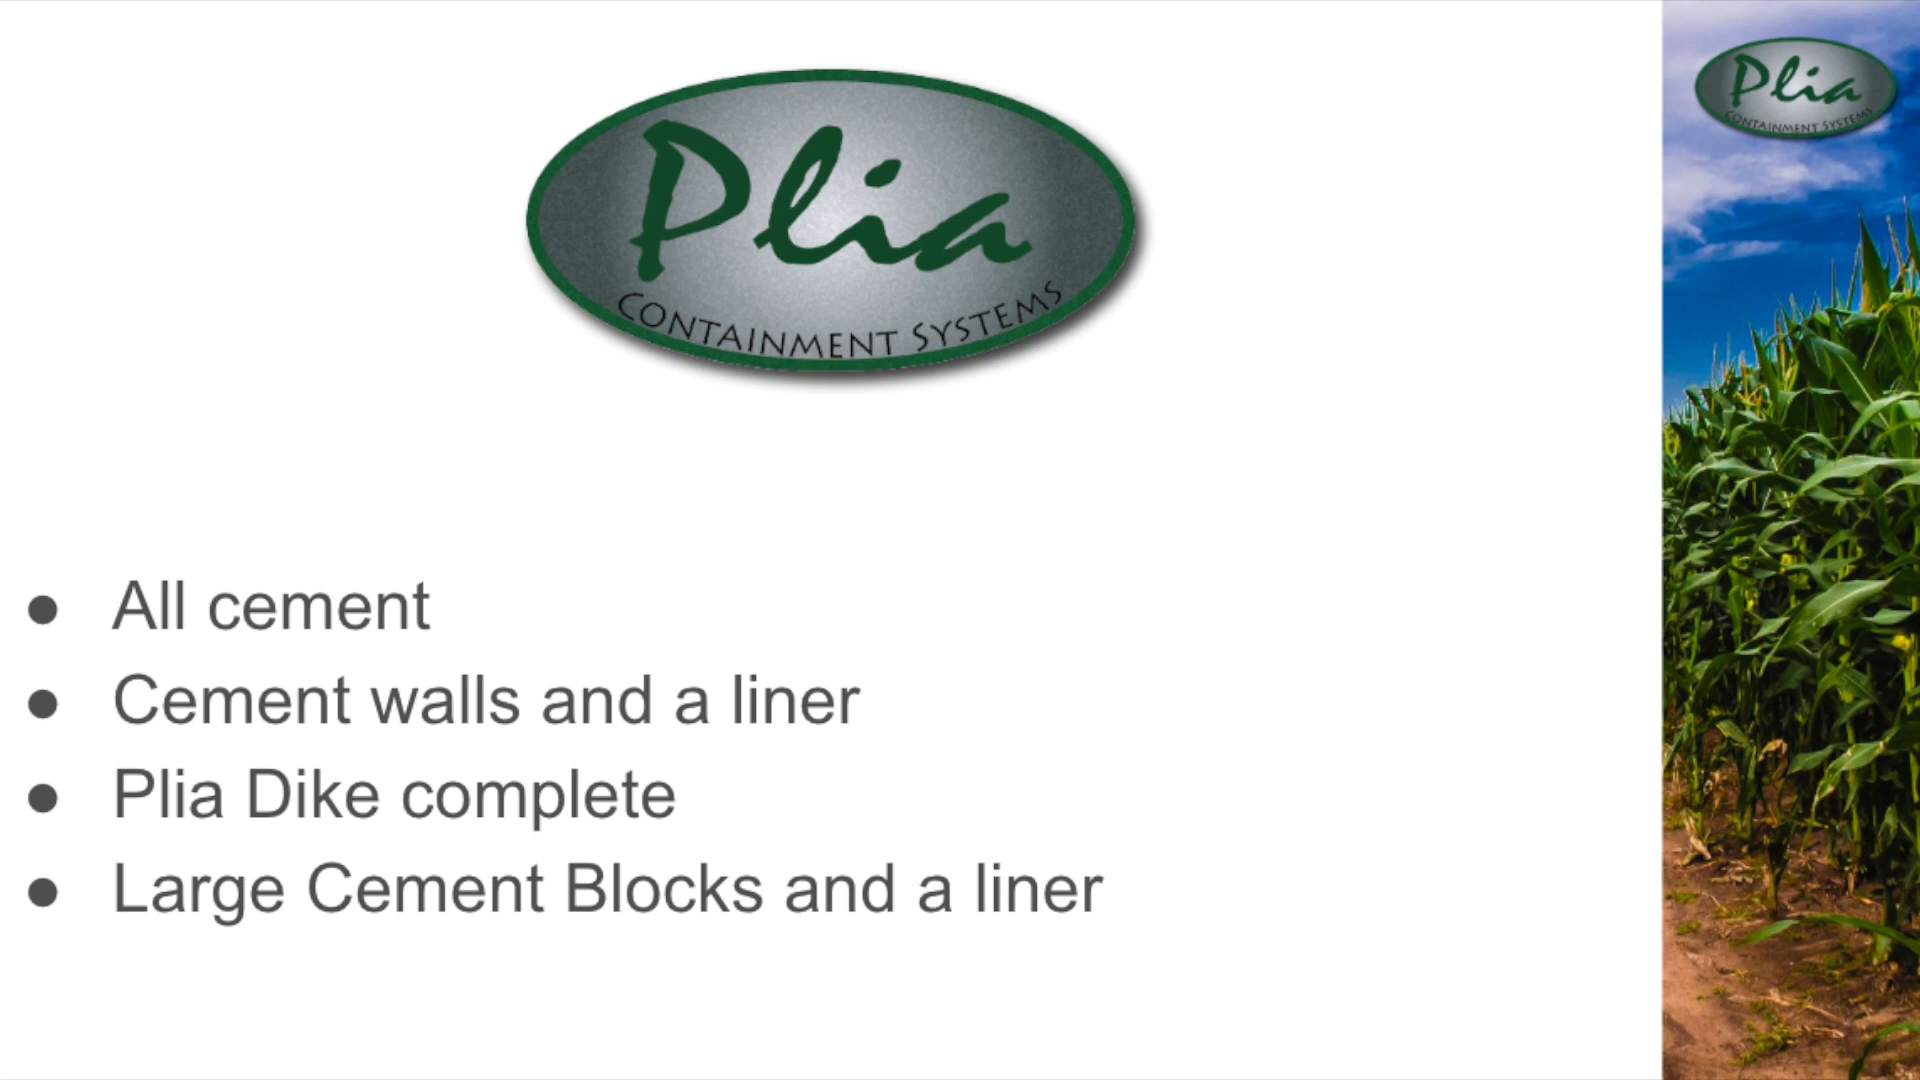 Plia
CONTAINMENT SYSTEMS
Plia
CONTAINMENT SYSTEMS
● All cement
● Cement walls and a liner
● Plia Dike complete
● Large Cement Blocks and a liner